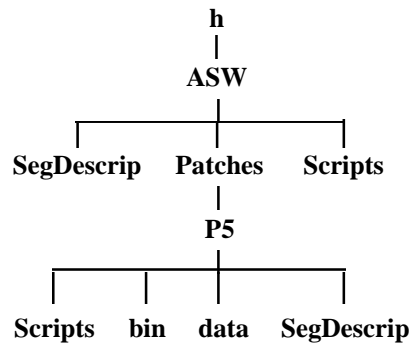 h
ASW
SegDescrip Patches Scripts
P5
Scripts bin data SegDescrip